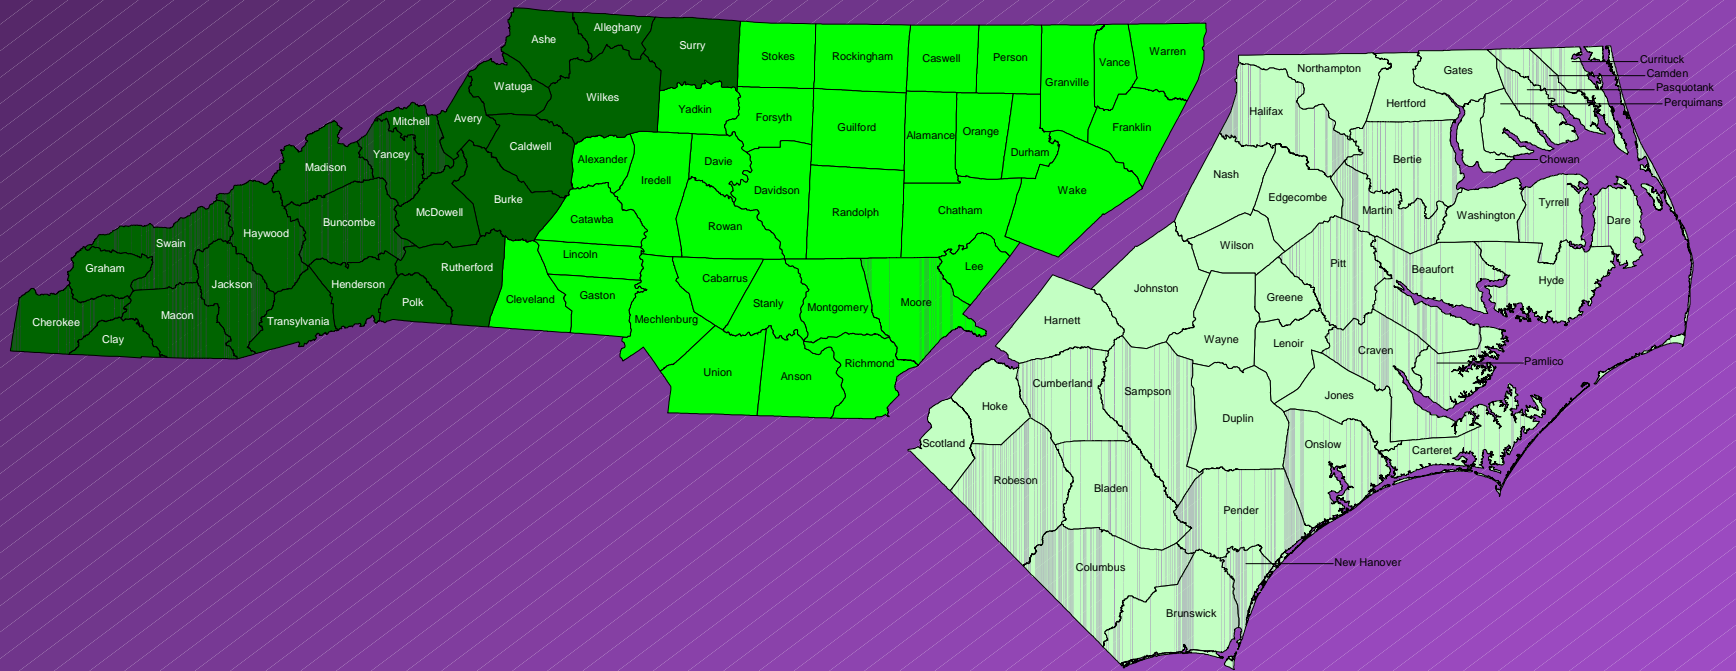 Ashe
Alleghany
Surry
Stokes
Rockingham
Caswell
Person
Granville
Vance
Warren
Watuga
Wilkes
Yadkin
Forsyth
Guilford
Alamance
Orange
Durham
Franklin
Mitchell
Avery
Yancey
Caldwell
Alexander
Iredell
Davie
Davidson
Randolph
Chatham
Wake
Madison
Buncombe
McDowell
Burke
Catawba
Rowan
Swain
Haywood
Graham
Jackson
Henderson
Rutherford
Lincoln
Cleveland
Gaston
Cabarrus
Stanly
Montgomery
Moore
Lee
Cherokee
Clay
Macon
Transylvania
Polk
Mechlenburg
Union
Anson
Richmond
Northampton
Gates
Currituck
Camden
Pasquotank
Perquimans
Halifax
Hertford
Bertie
Chowan
Nash
Edgecombe
Martin
Washington
Tyrrell
Dare
Wilson
Pitt
Beaufort
Hyde
Johnston
Greene
Harnett
Wayne
Lenoir
Craven
Pamlico
Cumberland
Sampson
Jones
Hoke
Duplin
Scotland
Onslow
Carteret
Robeson
Bladen
Pender
Columbus
New Hanover
Brunswick